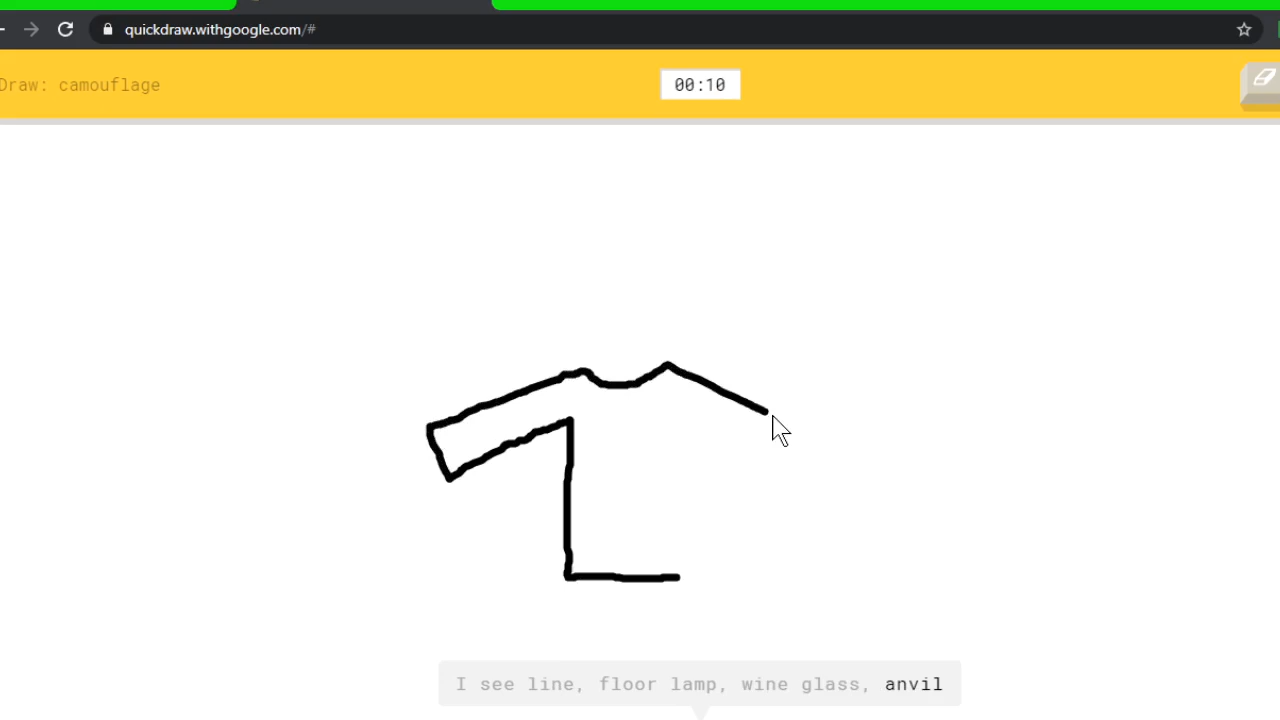 quickdraw.withgoogle.com/#
Draw: camouflage
00:10
I see line, floor lamp, wine glass, anvil